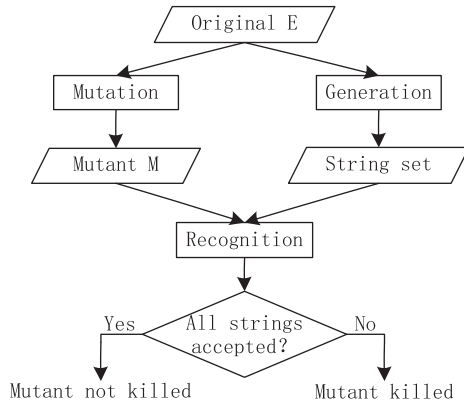 Original E
Mutation
Generation
Mutant M
String set
Recognition
Yes
All strings
accepted?
No
Mutant not killed
Mutant killed